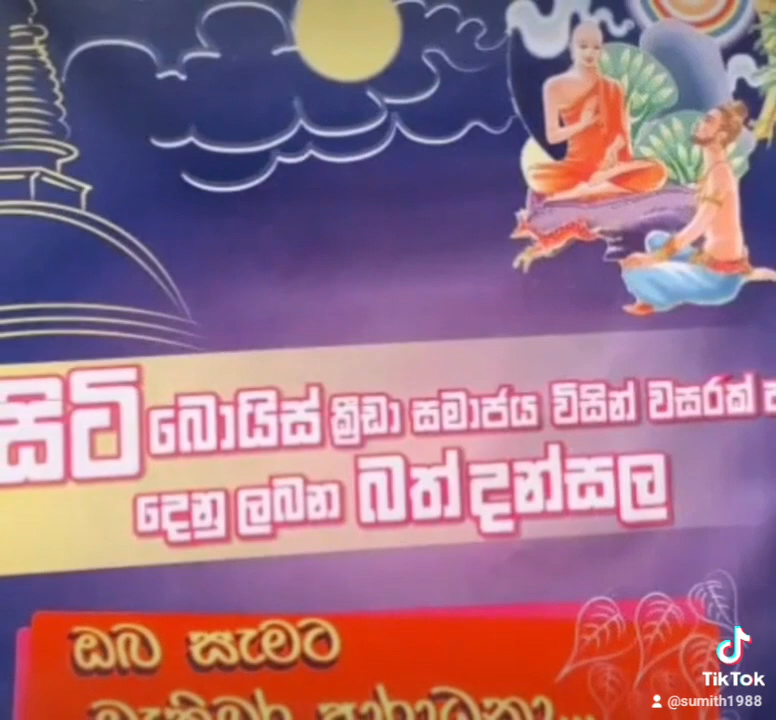 සිටි බොයිස් ක්‍රීඩා සමාජය විසින් වසරක්
දෙනු ලබන බත් දන්සල
ඔබ සැමට
TikTok
@sumith1988